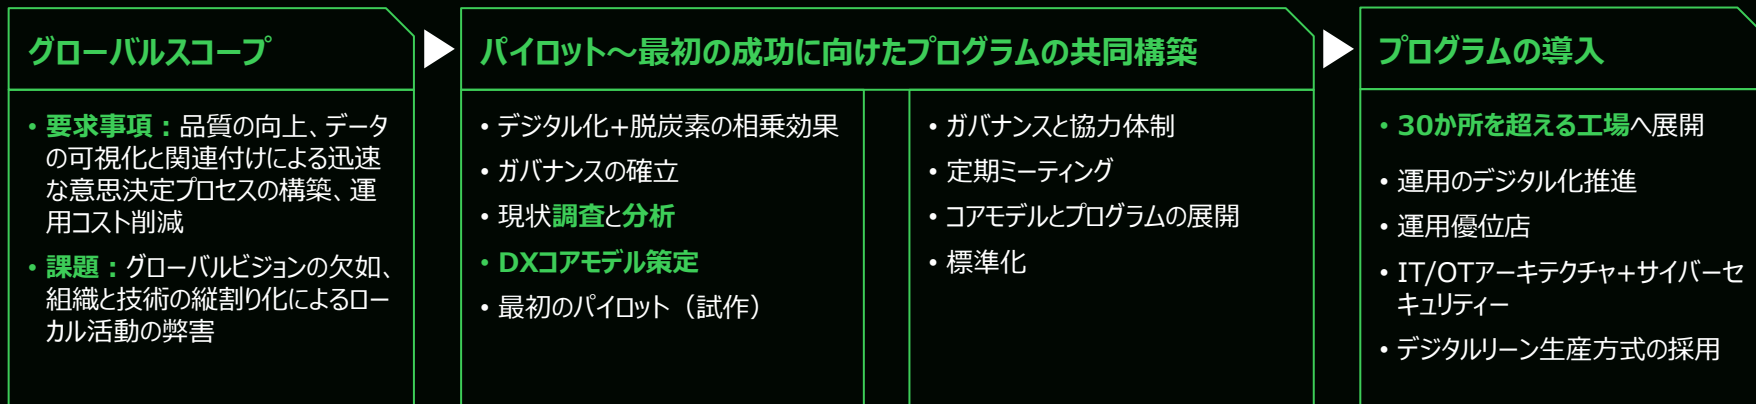 グローバルスコープ
・要求事項：品質の向上、データ
の可視化と関連付けによる迅速
な意思決定プロセスの構築、運
用コスト削減
・課題：グローバルビジョンの欠如、
組織と技術の縦割り化によるロー
カル活動の弊害
パイロット～最初の成功に向けたプログラムの共同構築
・デジタル化+脱炭素の相乗効果
・ガバナンスの確立
・現状調査と分析
・DXコアモデル策定
・最初のパイロット（試作）
・ガバナンスと協力体制
・定期ミーティング
・コアモデルとプログラムの展開
・標準化
プログラムの導入
・30か所を超える工場へ展開
・運用のデジタル化推進
・運用優位店
・IT/OTアーキテクチャ+サイバーセ
キュリティー
・デジタルリーン生産方式の採用